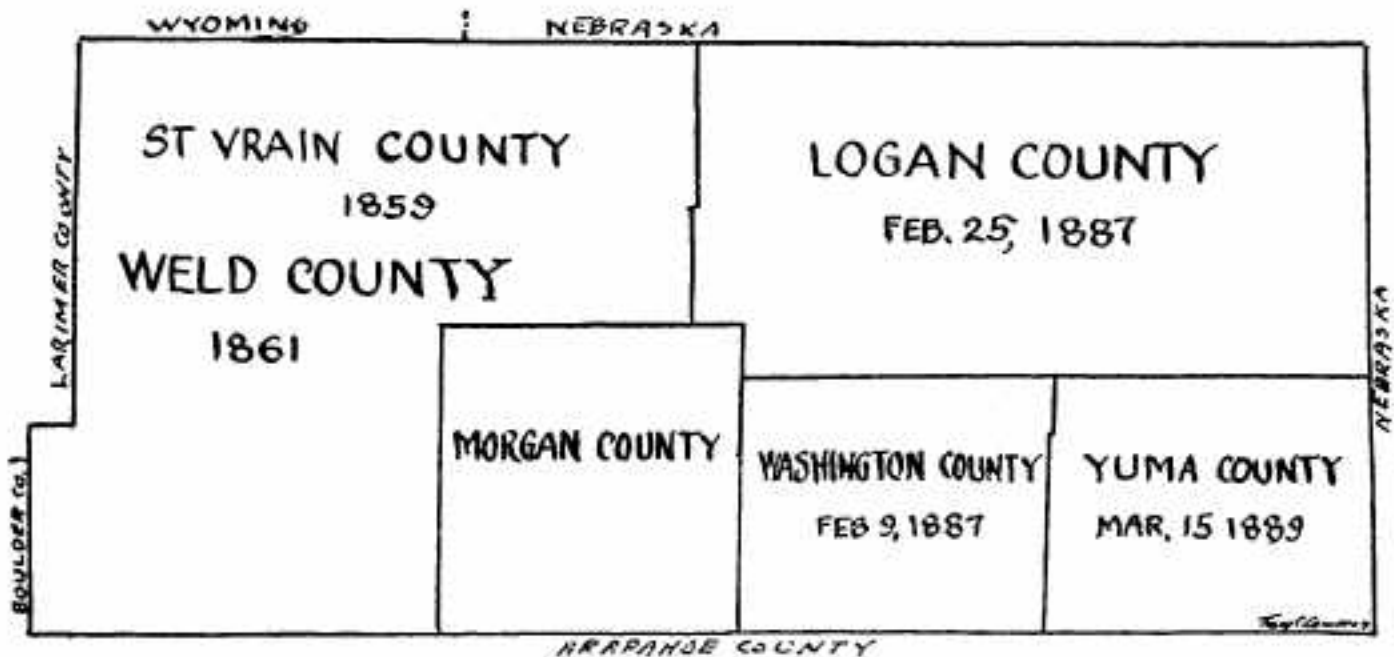 WYOMING
NEBRASKA
ST VRAIN COUNTY
1859
WELD COUNTY
1861
LOGAN COUNTY
FEB. 25, 1887
LARIMER COUNTY
NEBRASKA
MORGAN COUNTY
WASHINGTON COUNTY
FEB 9, 1887
YUMA COUNTY
MAR. 15 1889
BOULDER CO.
ARAPAHOE COUNTY